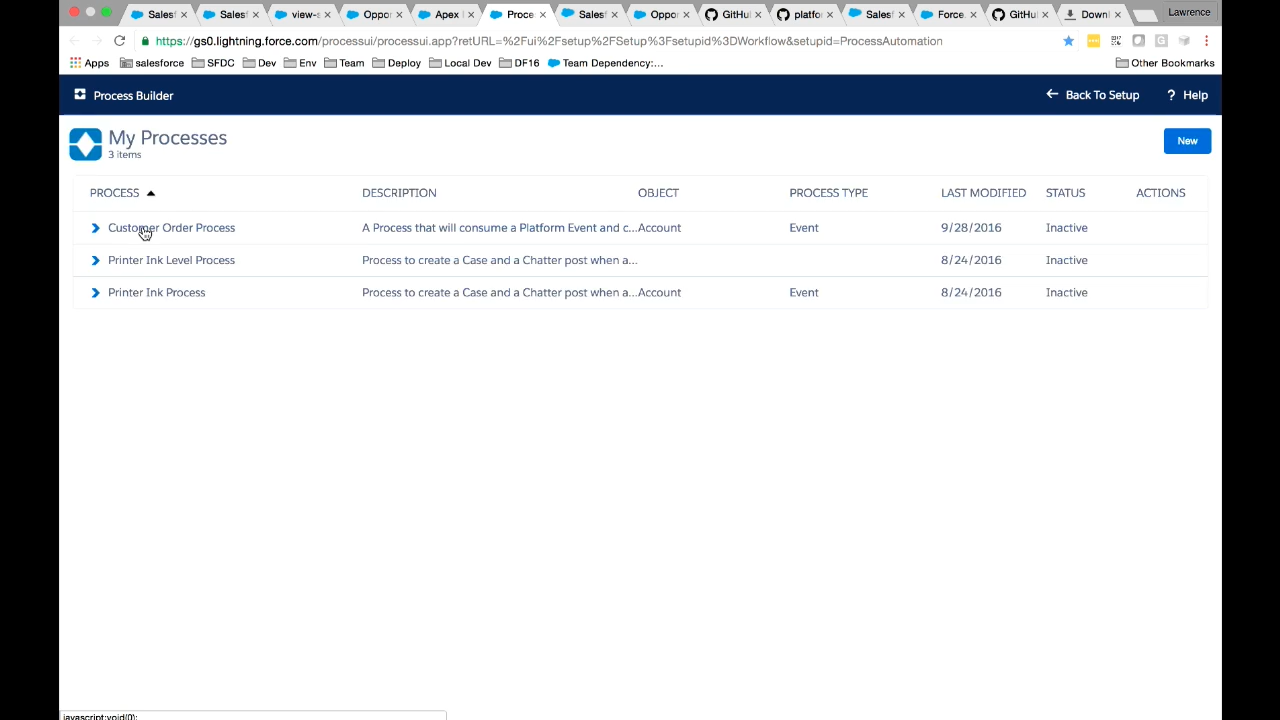 Salesf × Salesf × view-s × Oppor × Apex × Proce × Salesf × Oppor × GitHu × platfor × Salesf × Force. × GitHu × Downl × Lawrence
https://gs0.lightning.force.com/processui/processui.app?retURL=%2Fui%2Fsetup%2FSetup%3Fsetupid%3DWorkflow&setupid=ProcessAutomation
Apps salesforce SFDC Dev Env Team Deploy Local Dev DF16 Team Dependency:... Other Bookmarks
Process Builder Back To Setup ? Help
My Processes
3 items New
PROCESS DESCRIPTION OBJECT PROCESS TYPE LAST MODIFIED STATUS ACTIONS
Customer Order Process A Process that will consume a Platform Event and c... Account Event 9/28/2016 Inactive
Printer Ink Level Process Process to create a Case and a Chatter post when a... 8/24/2016 Inactive
Printer Ink Process Process to create a Case and a Chatter post when a... Account Event 8/24/2016 Inactive
javascript:void(0);